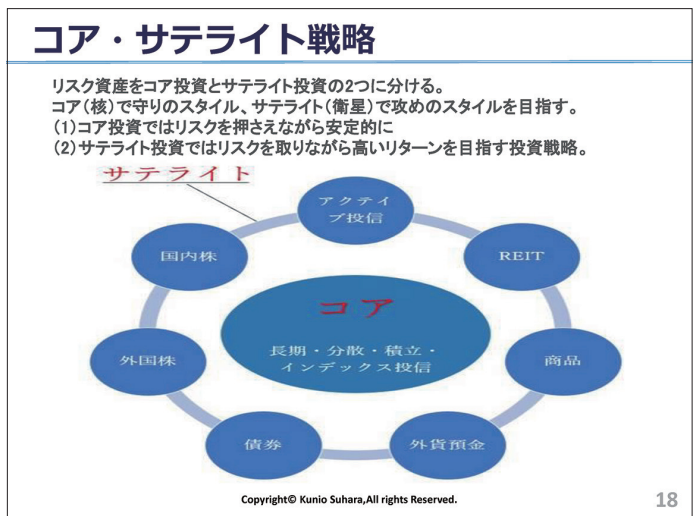 コア・サテライト戦略
リスク資産をコア投資とサテライト投資の2つに分ける。
コア(核)で守りのスタイル、サテライト(衛星)で攻めのスタイルを目指す。
(1)コア投資ではリスクを押さえながら安定的に
(2)サテライト投資ではリスクを取りながら高いリターンを目指す投資戦略。
サテライト
アクティ
ブ投信
国内株
REIT
コア
長期・分散・積立・
インデックス投信
外国株
商品
債券
外貨預金
Copyright© Kunio Suhara,All rights Reserved.
18